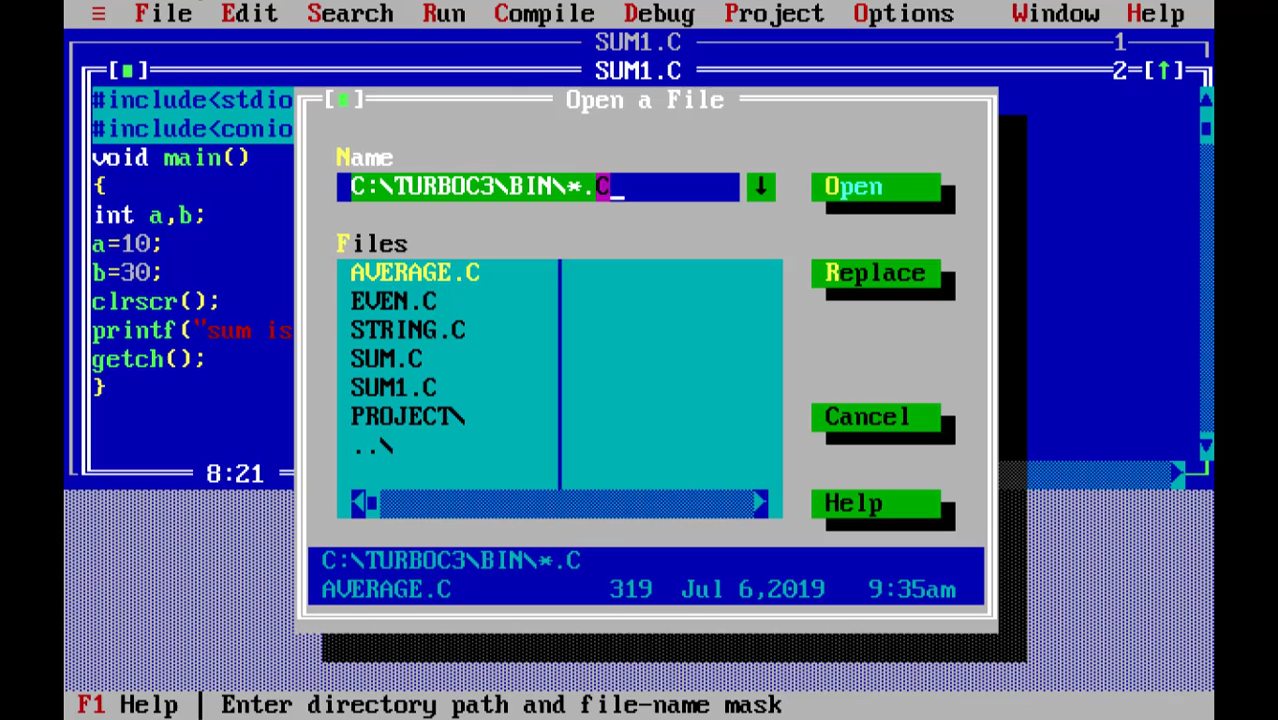 ≡ File Edit Search Run Compile Debug Project Options Window Help
SUM1.C 1
[■] SUM1.C 2=[↑]
#include<stdio
#include<conio
void main()
{
int a,b;
a=10;
b=30;
clrscr();
printf("sum is
getch();
}
8:21
[■] Open a File
Name
C:\TURBOC3\BIN\*.C_ ↓
Files
AVERAGE.C
EVEN.C
STRING.C
SUM.C
SUM1.C
PROJECT\
..\
Open
Replace
Cancel
Help
C:\TURBOC3\BIN\*.C
AVERAGE.C 319 Jul 6,2019 9:35am
F1 Help │ Enter directory path and file-name mask